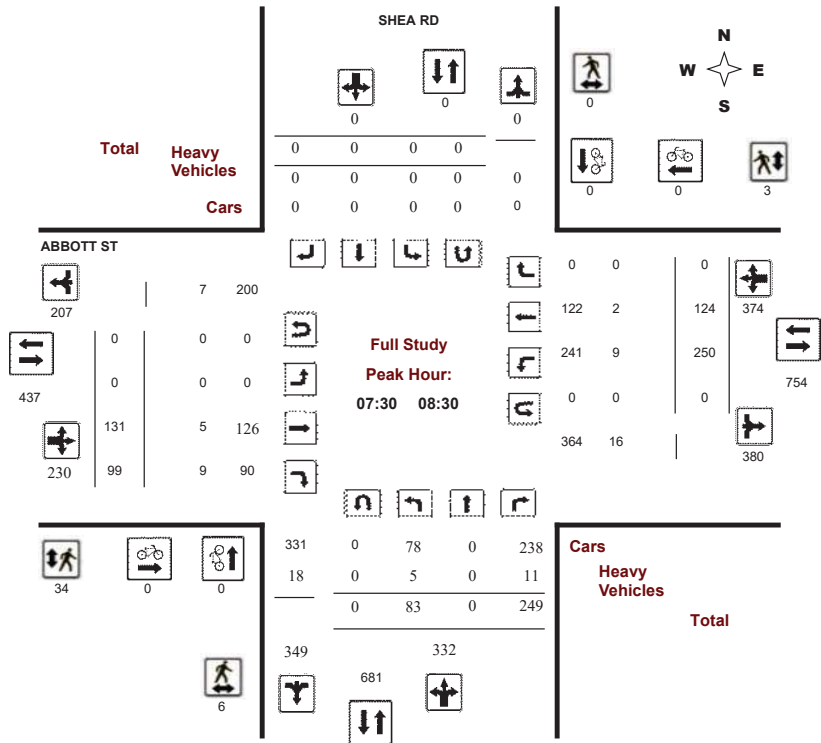 SHEA RD
N
W E
S
0
0
0
0
0 0 0 0
Total Heavy
Vehicles
0 0 0 0 0
Cars 0 0 0 0 0
0 0 3
ABBOTT ST
207
7 200
0 0 0
374
437
0 0 0
122 2 124
754
0 0 0
241 9 250
Full Study
Peak Hour:
07:30 08:30
0 0 0
131 5 126
364 16
380
230 99 9 90
331 0 78 0 238
18 0 5 0 11
0 83 0 249
Cars
Heavy
Vehicles
Total
34 0 0
349 332
681
6